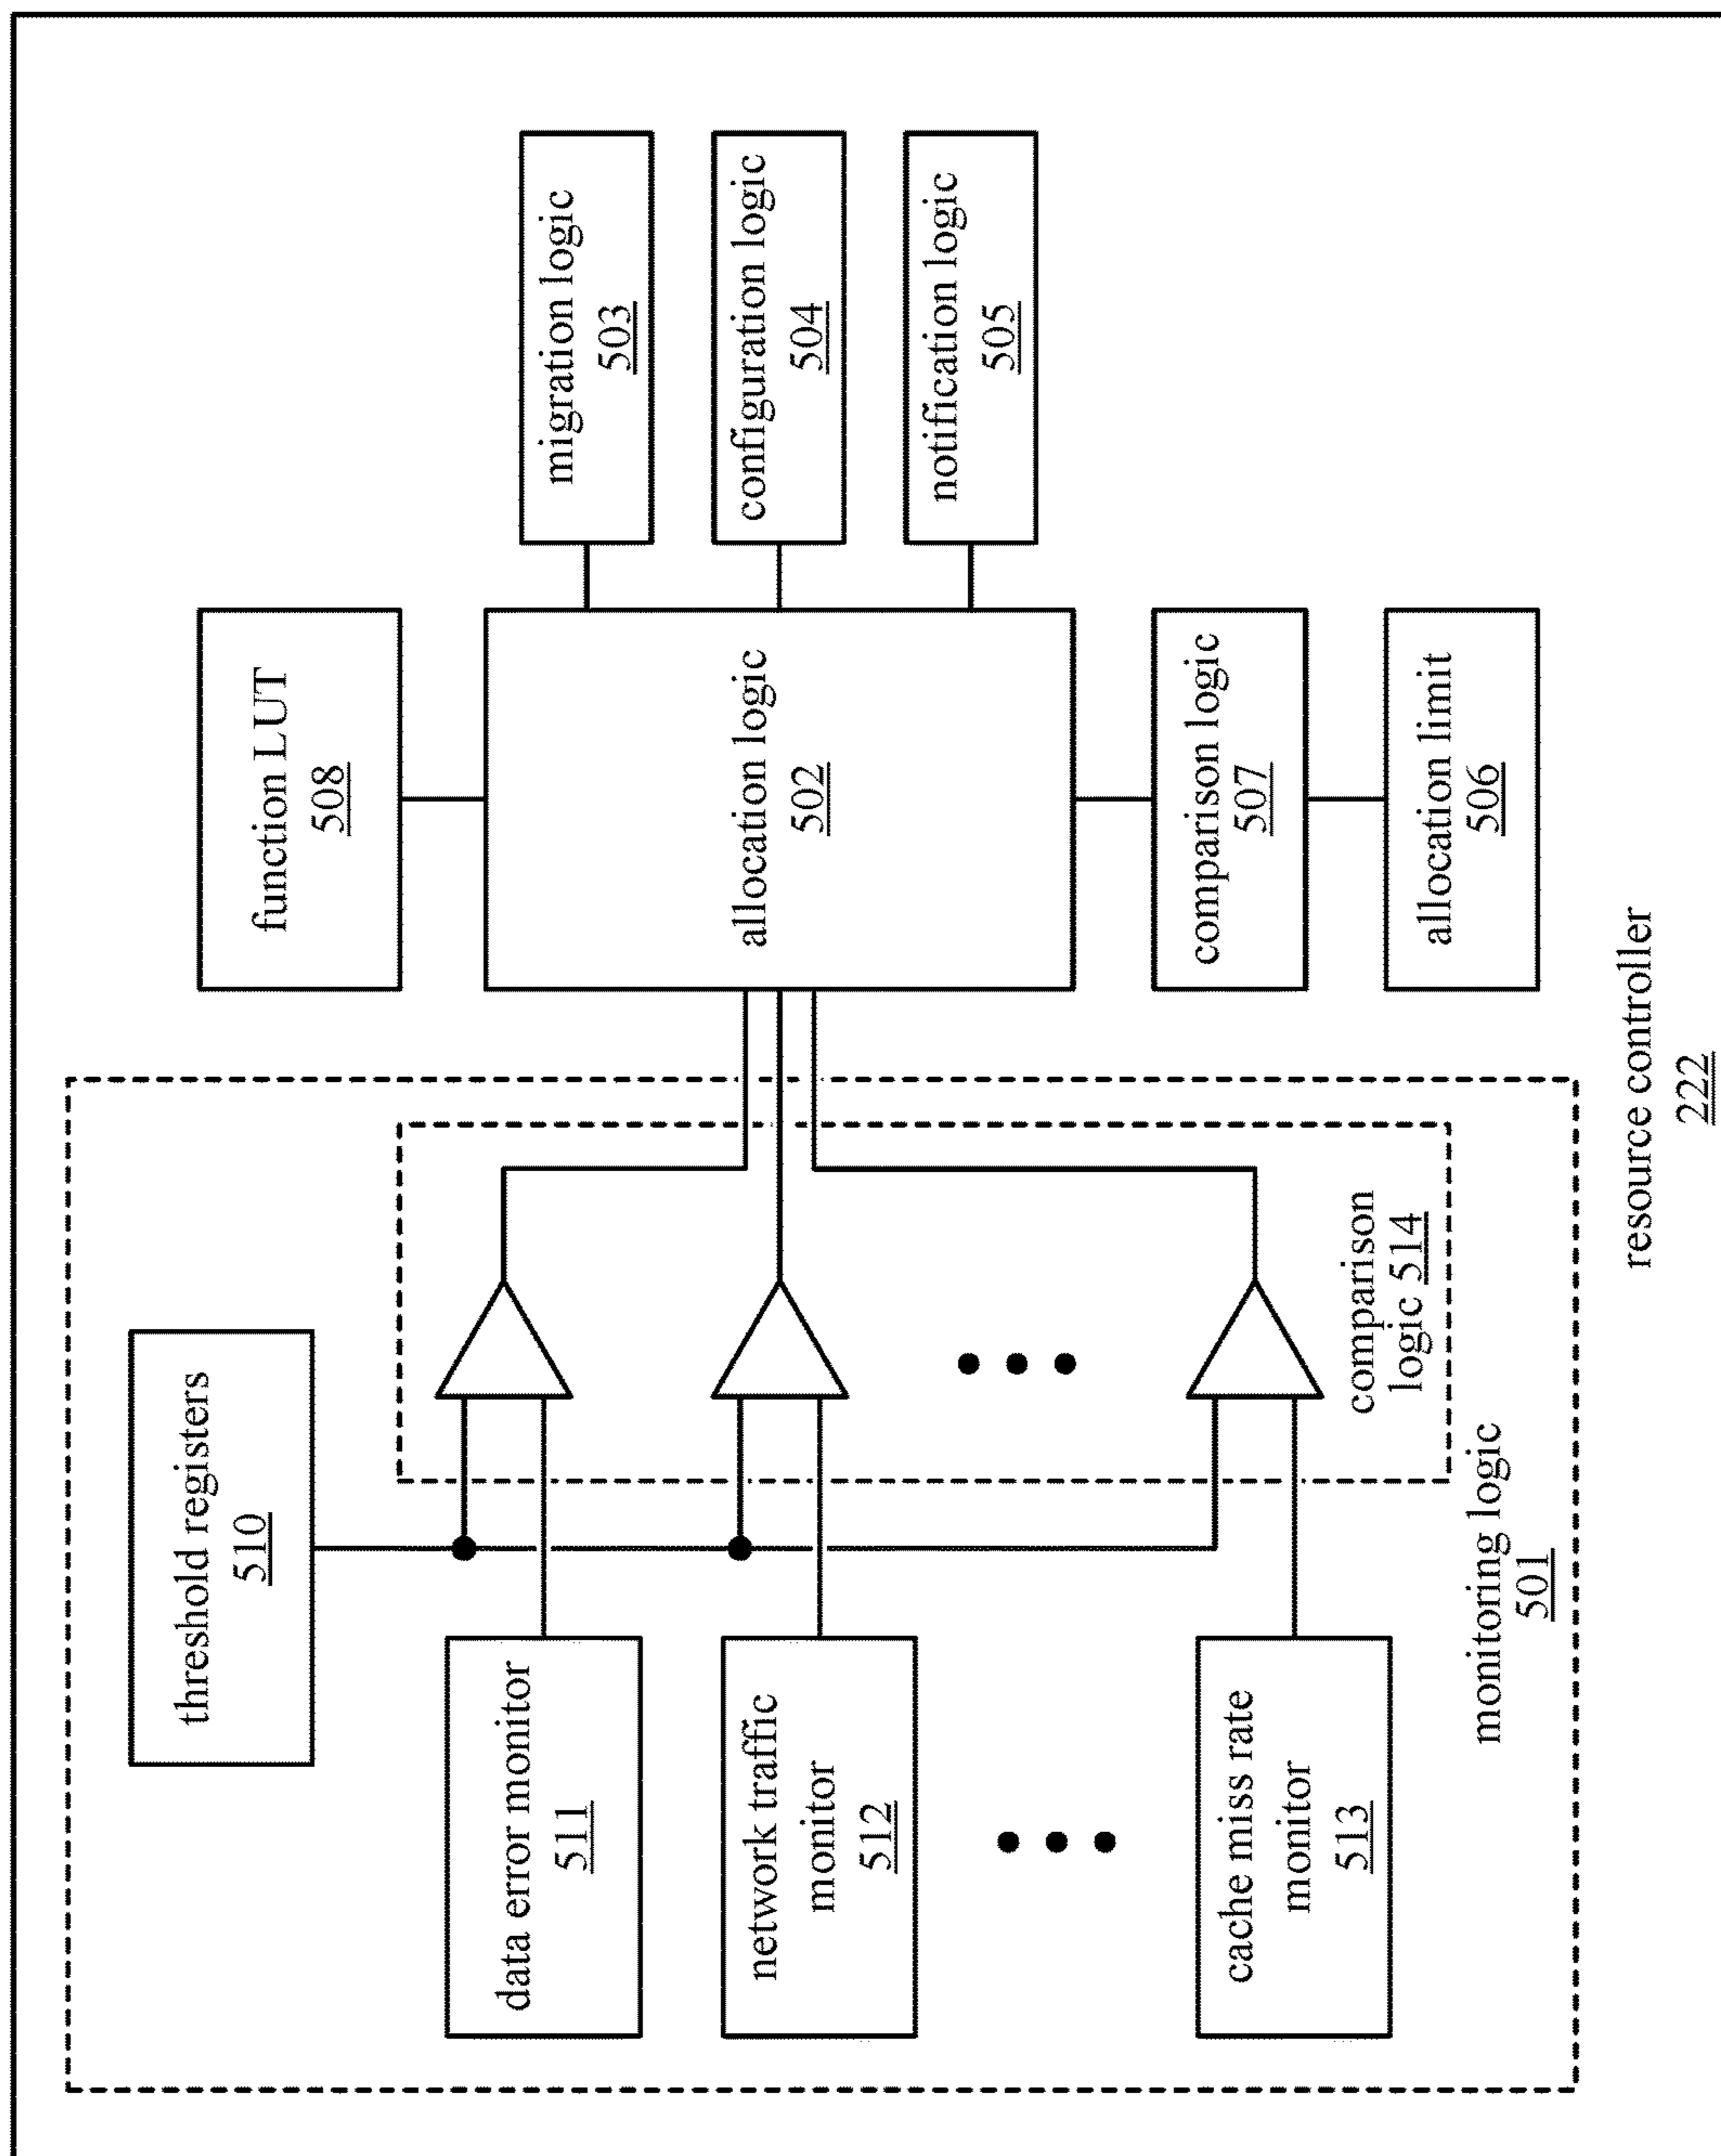 threshold registers
510
data error monitor
511
network traffic
monitor
512
cache miss rate
monitor
513
comparison
logic 514
monitoring logic
501
function LUT
508
allocation logic
502
comparison logic
507
allocation limit
506
migration logic
503
configuration logic
504
notification logic
505
resource controller
222